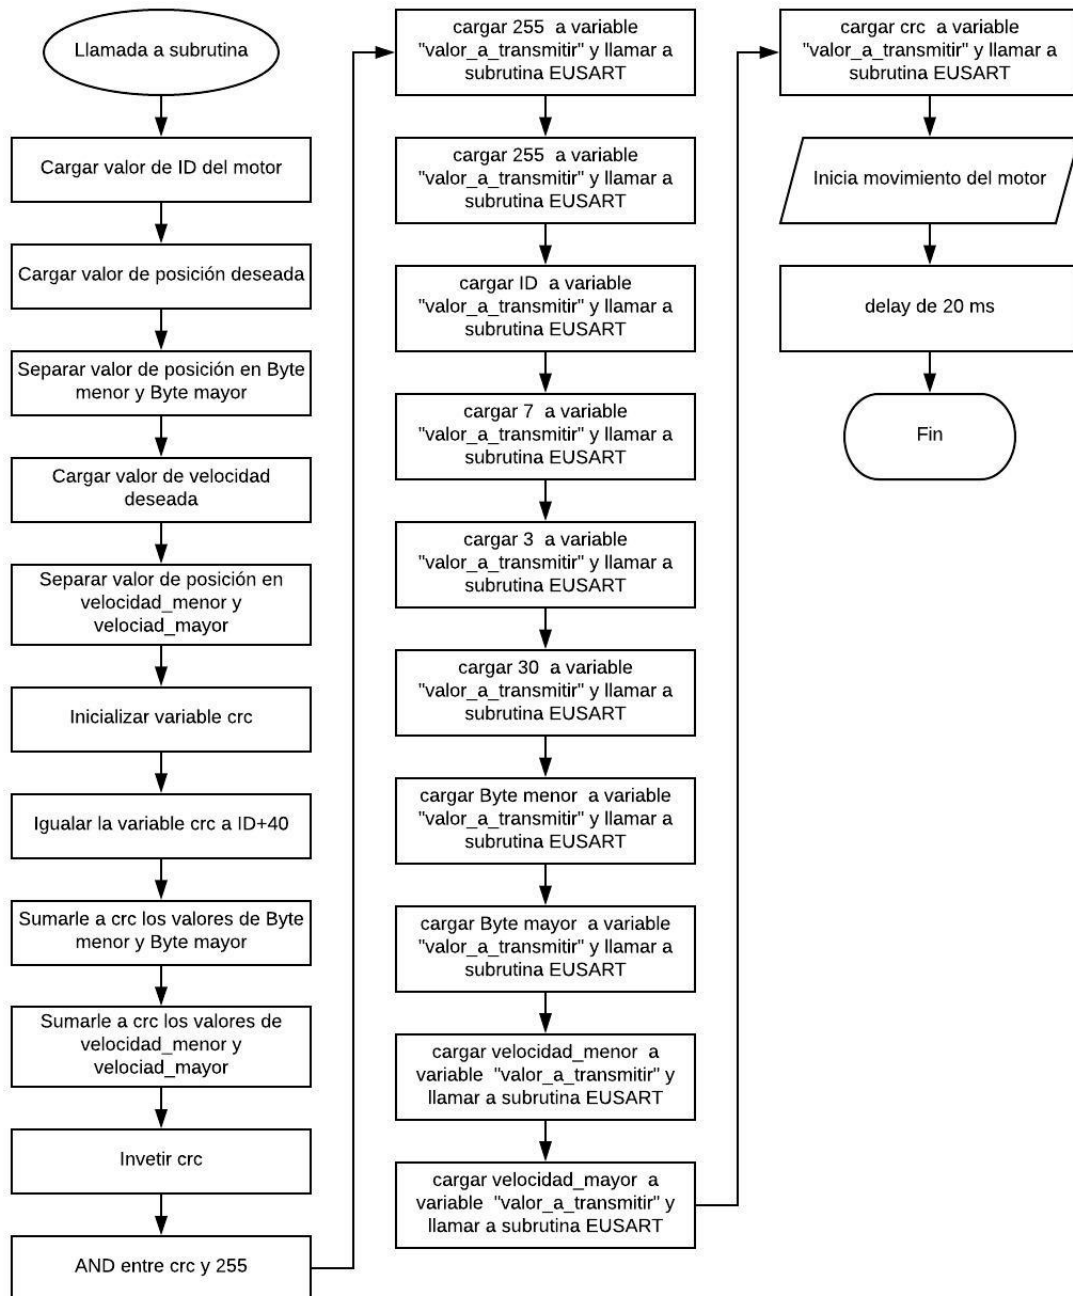 Llamada a subrutina
Cargar valor de ID del motor
Cargar valor de posición deseada
Separar valor de posición en Byte
menor y Byte mayor
Cargar valor de velocidad
deseada
Separar valor de posición en
velocidad_menor y
velociad_mayor
Inicializar variable crc
Igualar la variable crc a ID+40
Sumarle a crc los valores de Byte
menor y Byte mayor
Sumarle a crc los valores de
velocidad_menor y
velociad_mayor
Invetir crc
AND entre crc y 255
cargar 255 a variable
"valor_a_transmitir" y llamar a
subrutina EUSART
cargar 255 a variable
"valor_a_transmitir" y llamar a
subrutina EUSART
cargar ID a variable
"valor_a_transmitir" y llamar a
subrutina EUSART
cargar 7 a variable
"valor_a_transmitir" y llamar a
subrutina EUSART
cargar 3 a variable
"valor_a_transmitir" y llamar a
subrutina EUSART
cargar 30 a variable
"valor_a_transmitir" y llamar a
subrutina EUSART
cargar Byte menor a variable
"valor_a_transmitir" y llamar a
subrutina EUSART
cargar Byte mayor a variable
"valor_a_transmitir" y llamar a
subrutina EUSART
cargar velocidad_menor a
variable "valor_a_transmitir" y
llamar a subrutina EUSART
cargar velocidad_mayor a
variable "valor_a_transmitir" y
llamar a subrutina EUSART
cargar crc a variable
"valor_a_transmitir" y llamar a
subrutina EUSART
Inicia movimiento del motor
delay de 20 ms
Fin